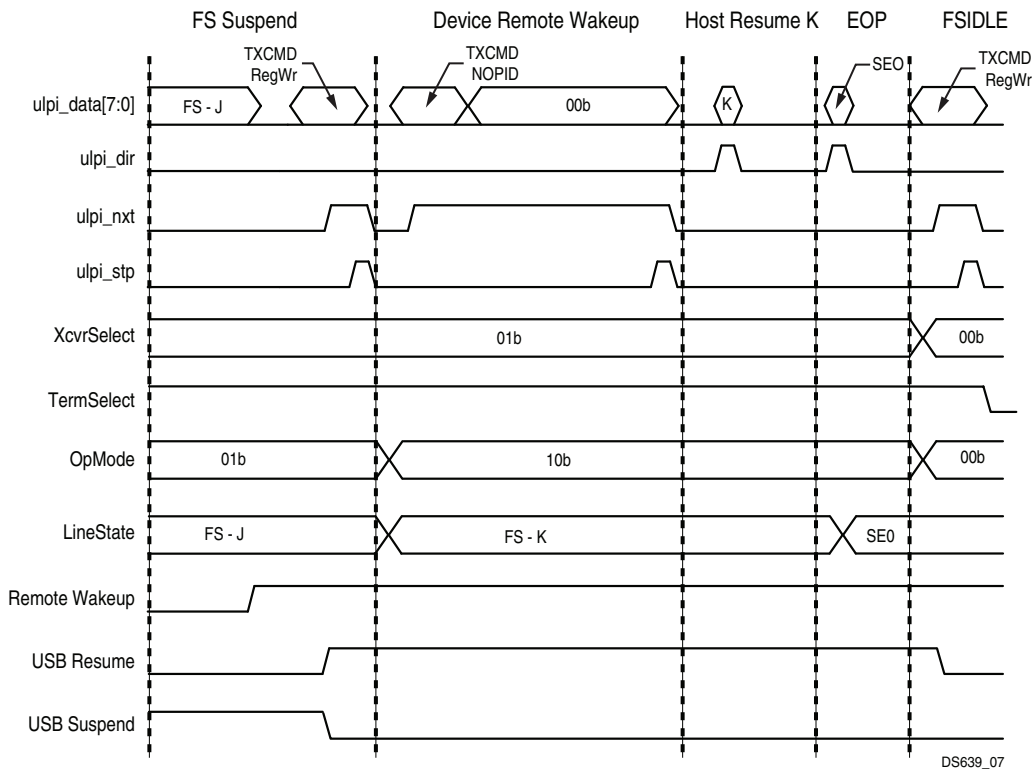 FS Suspend Device Remote Wakeup Host Resume K EOP FSIDLE
TXCMD
RegWr
TXCMD
NOPID
SEO
TXCMD
RegWr
ulpi_data[7:0] FS - J 00b K
ulpi_dir
ulpi_nxt
ulpi_stp
XcvrSelect 01b 00b
TermSelect
OpMode 01b 10b 00b
LineState FS - J FS - K SE0
Remote Wakeup
USB Resume
USB Suspend
DS639_07